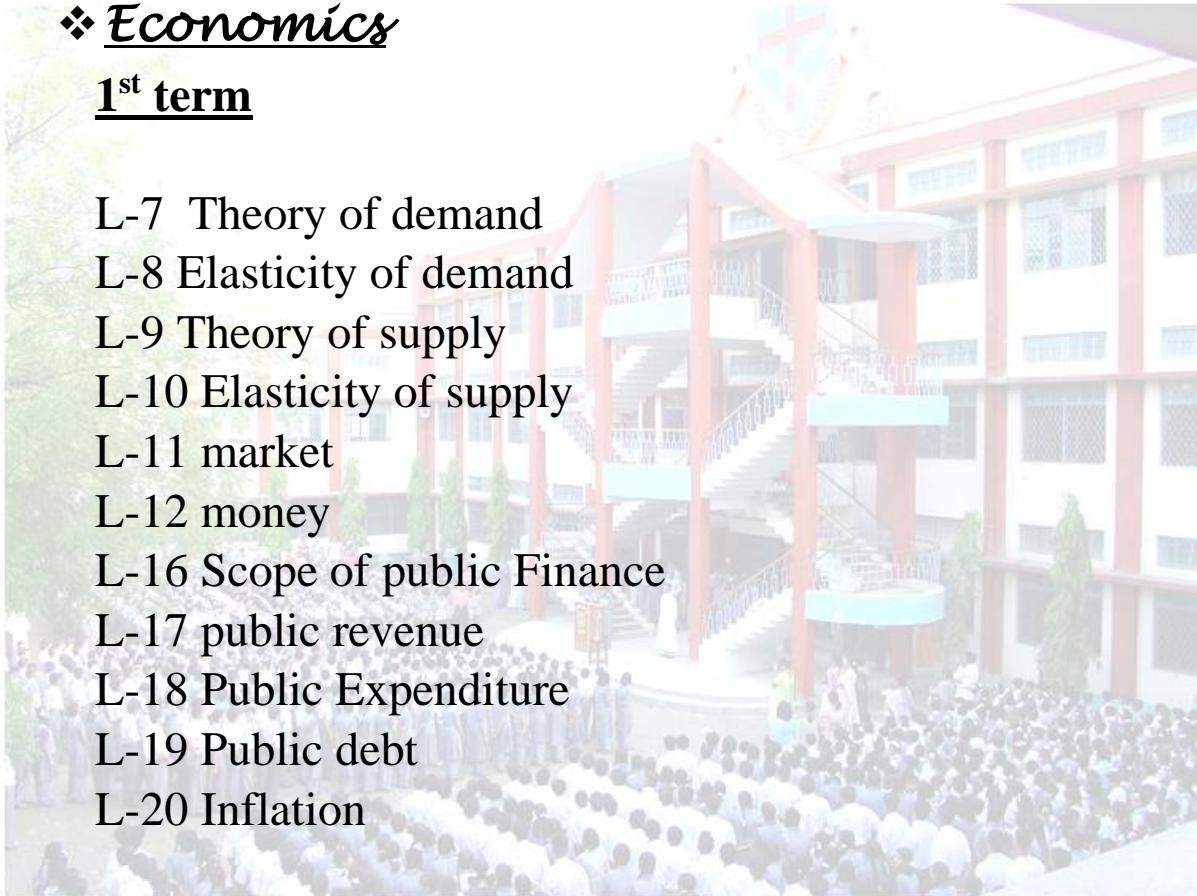 ❖ Economics
1st term
L-7 Theory of demand
L-8 Elasticity of demand
L-9 Theory of supply
L-10 Elasticity of supply
L-11 market
L-12 money
L-16 Scope of public Finance
L-17 public revenue
L-18 Public Expenditure
L-19 Public debt
L-20 Inflation